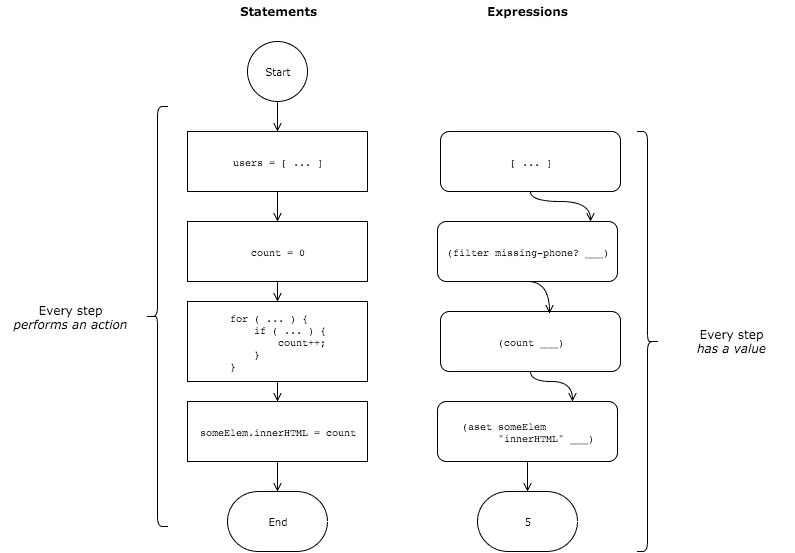 Statements
Expressions
Start
users = [ ... ]
count = 0
for ( ... ) {
    if ( ... ) {
        count++;
    }
}
someElem.innerHTML = count
End
Every step
performs an action
[ ... ]
(filter missing-phone? ___)
(count ___)
(aset someElem
      "innerHTML" ___)
5
Every step
has a value